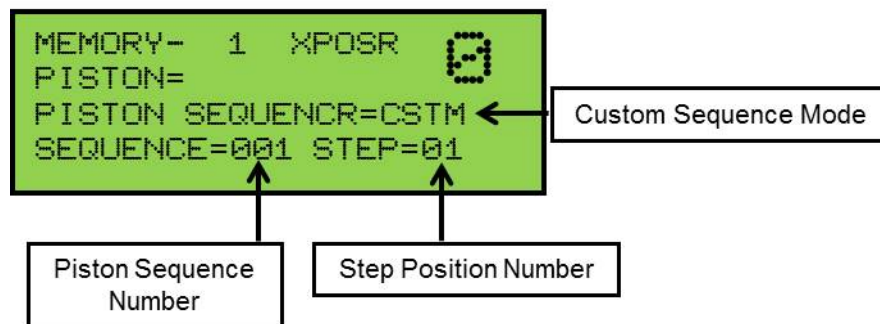 MEMORY- 1 XPOSR 0
PISTON=
PISTON SEQUENCR=CSTM
SEQUENCE=001 STEP=01
Custom Sequence Mode
Piston Sequence
Number
Step Position Number